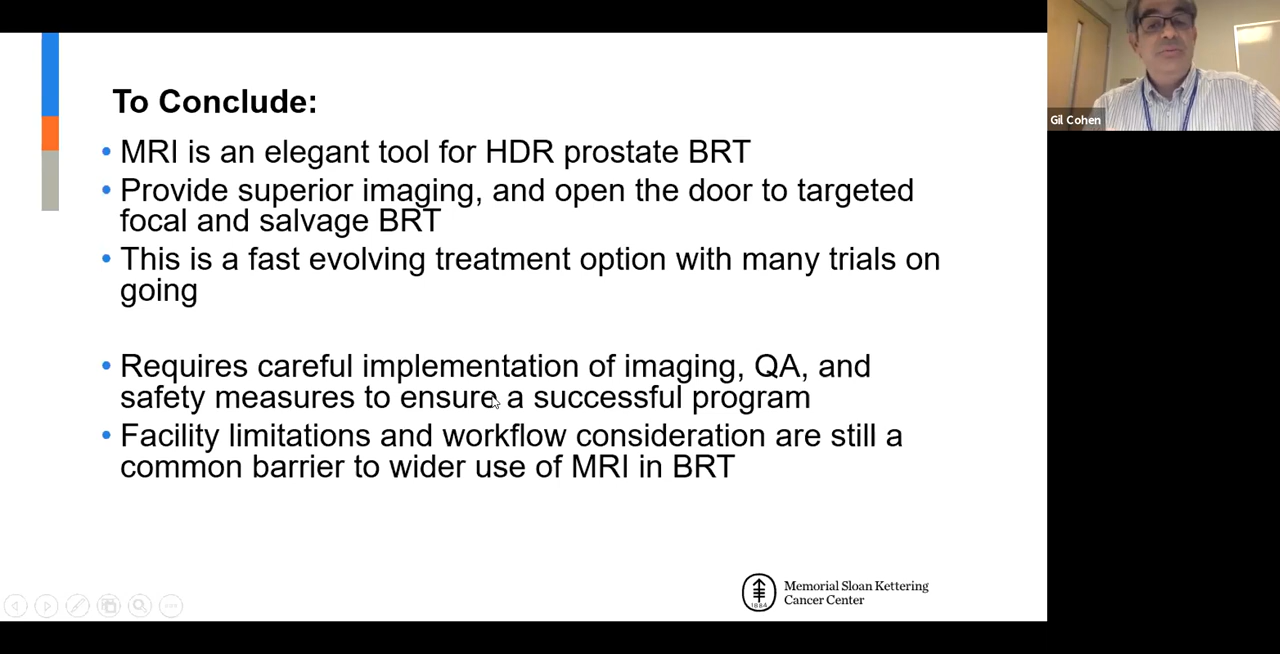 To Conclude:
• MRI is an elegant tool for HDR prostate BRT
• Provide superior imaging, and open the door to targeted
focal and salvage BRT
• This is a fast evolving treatment option with many trials on
going
• Requires careful implementation of imaging, QA, and
safety measures to ensure a successful program
• Facility limitations and workflow consideration are still a
common barrier to wider use of MRI in BRT
1884
Memorial Sloan Kettering
Cancer Center
Gil Cohen